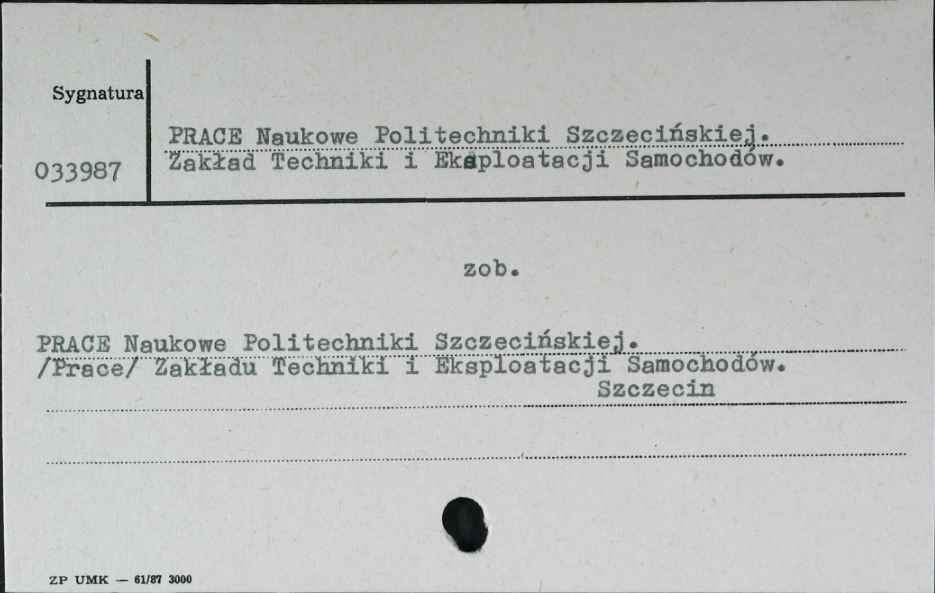 Sygnatura
PRACE Naukowe Politechniki Szczecińskiej.
033987
Zakład Techniki i Eksploatacji Samochodów.
zob.
PRACE Naukowe Politechniki Szczecińskiej.
/Prace/ Zakładu Techniki i Eksploatacji Samochodów.
Szczecin
ZP UMK — 61/87 3000